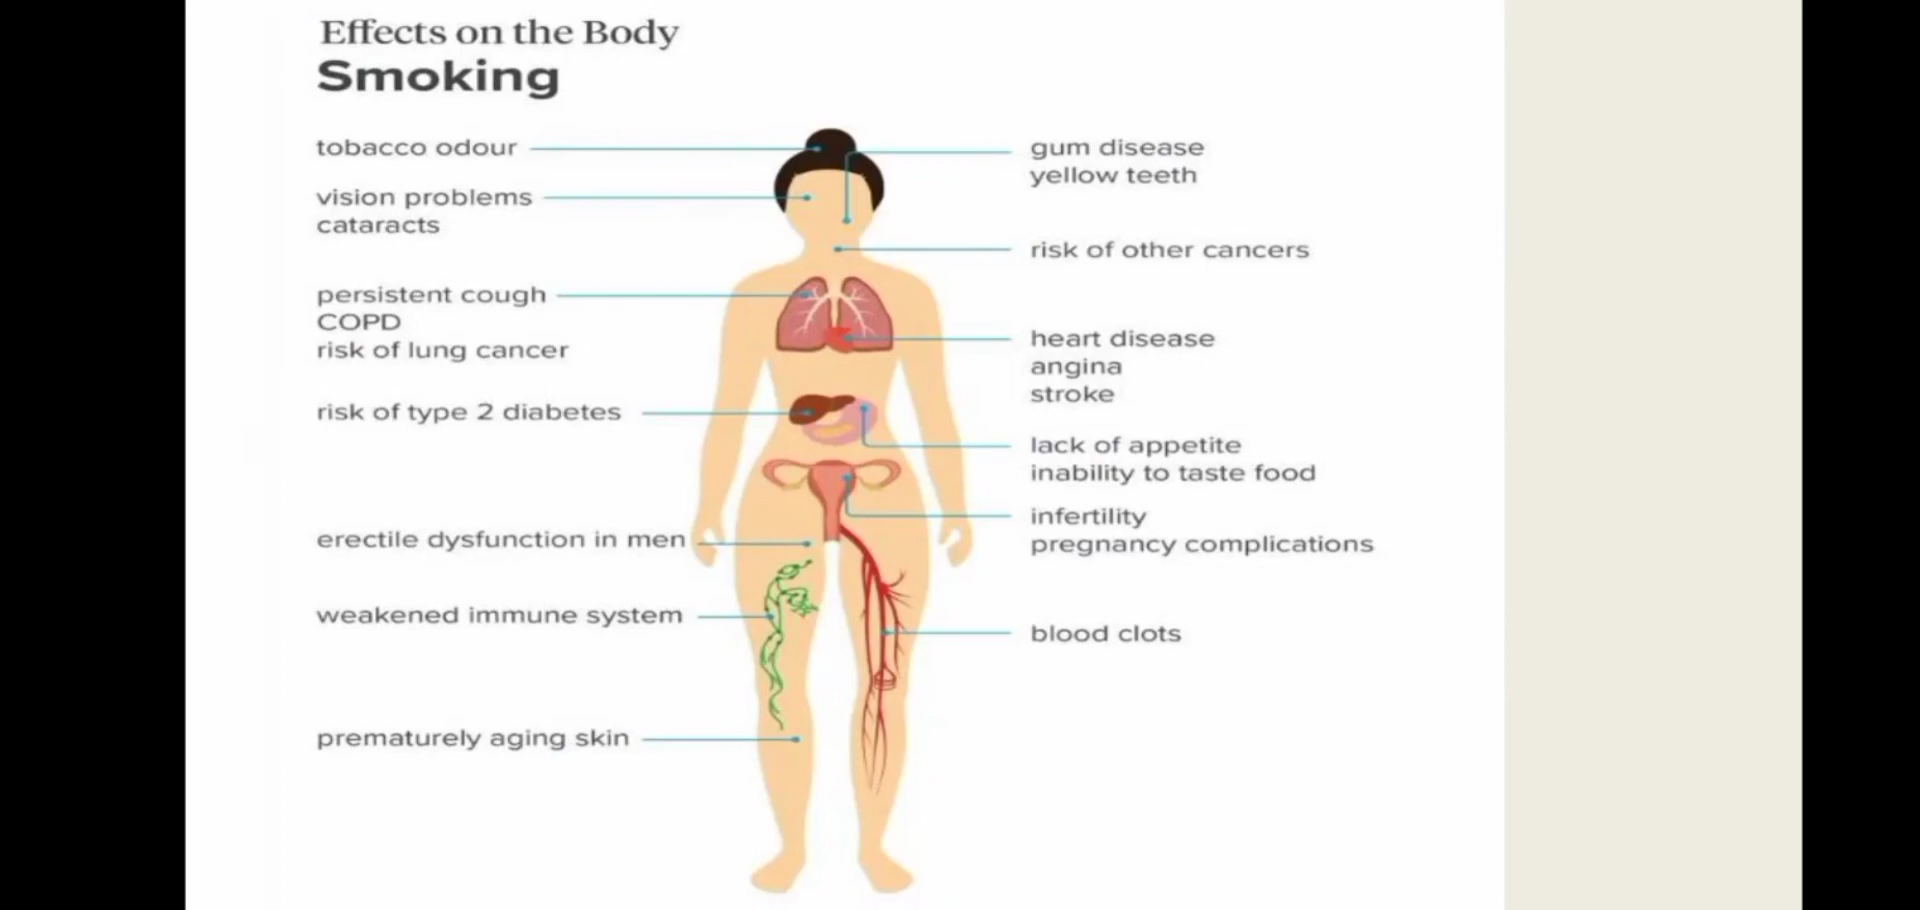 Effects on the Body
Smoking
tobacco odour
vision problems
cataracts
persistent cough
COPD
risk of lung cancer
risk of type 2 diabetes
erectile dysfunction in men
weakened immune system
prematurely aging skin
gum disease
yellow teeth
risk of other cancers
heart disease
angina
stroke
lack of appetite
inability to taste food
infertility
pregnancy complications
blood clots